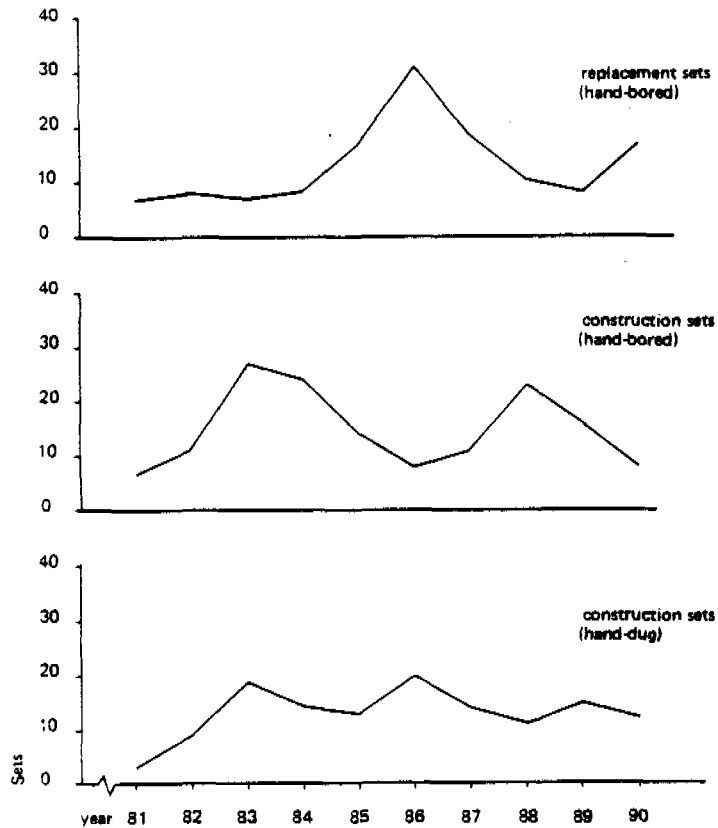 40
30
20
10
0
replacement sets
(hand-bored)
40
30
20
10
0
construction sets
(hand-bored)
40
30
20
10
0
construction sets
(hand-dug)
Sets
year 81 82 83 84 85 86 87 88 89 90